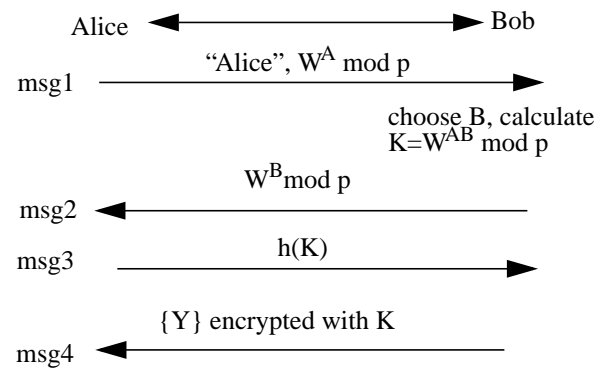 Alice Bob
“Alice”, W^A mod p
msg1
choose B, calculate
K=W^AB mod p
W^B mod p
msg2
h(K)
msg3
{Y} encrypted with K
msg4